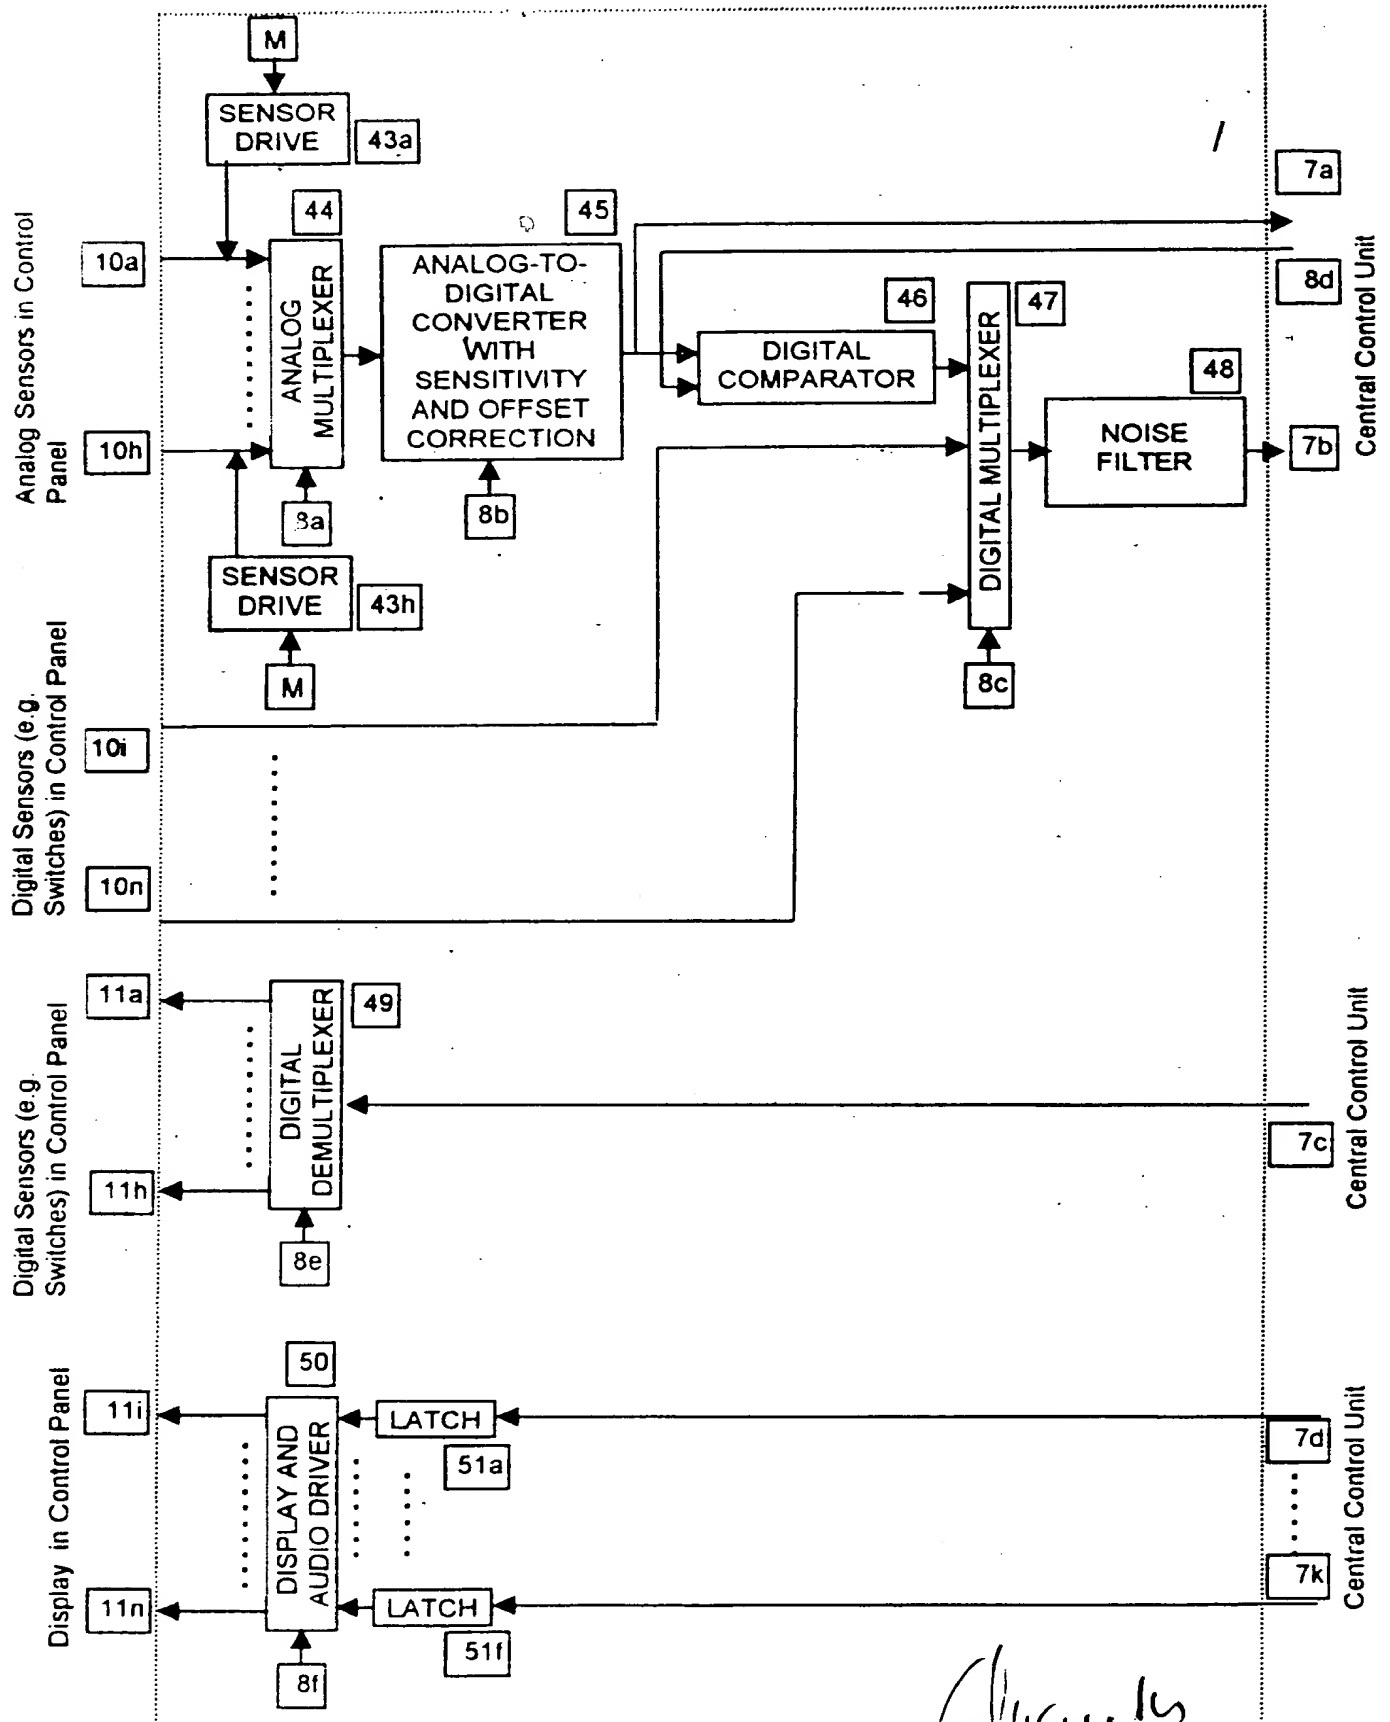 M
SENSOR
DRIVE
43a
7a
44
45
10a
ANALOG
MULTIPLEXER
ANALOG-TO-
DIGITAL
CONVERTER
WITH
SENSITIVITY
AND OFFSET
CORRECTION
8d
46
47
DIGITAL
COMPARATOR
DIGITAL MULTIPLEXER
48
NOISE
FILTER
7b
10h
8a
8b
SENSOR
DRIVE
43h
M
8c
Analog Sensors in Control
Panel
Central Control Unit
10i
10n
Digital Sensors (e.g.
Switches) in Control Panel
11a
49
DIGITAL
DEMULTIPLEXER
7c
11h
8e
Digital Sensors (e.g.
Switches) in Control Panel
Central Control Unit
50
11i
DISPLAY AND
AUDIO DRIVER
LATCH
51a
7d
7k
11n
LATCH
51f
8f
Display in Control Panel
Central Control Unit